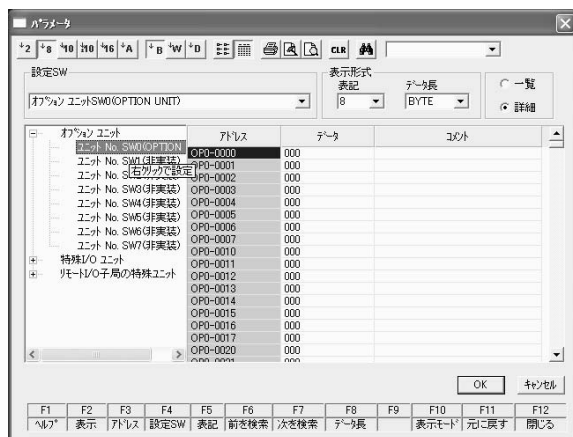 パラメータ
2 8 10 10 16 A B W D CLR
設定SW
オプション ユニットSW0(OPTION UNIT)
表示形式
表記
8
データ長
BYTE
一覧
詳細
オプション ユニット
ユニット No. SW0(OPTION
ユニット No. SW1(非実装)
右クリックで設定
ユニット No. SW3(非実装)
ユニット No. SW4(非実装)
ユニット No. SW5(非実装)
ユニット No. SW6(非実装)
ユニット No. SW7(非実装)
特殊I/O ユニット
リモートI/O子局の特殊ユニット
アドレス データ コメント
OP0-0000 000
OP0-0001 000
OP0-0002 000
OP0-0003 000
OP0-0004 000
OP0-0005 000
OP0-0006 000
OP0-0007 000
OP0-0010 000
OP0-0011 000
OP0-0012 000
OP0-0013 000
OP0-0014 000
OP0-0015 000
OP0-0016 000
OP0-0017 000
OP0-0020 000
OP0-0021 000
OK キャンセル
F1 F2 F3 F4 F5 F6 F7 F8 F9 F10 F11 F12
ヘルプ 表示 アドレス 設定SW 表記 前を検索 次を検索 データ長 表示モード 元に戻す 閉じる